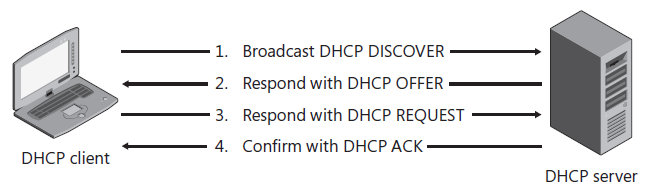 1. Broadcast DHCP DISCOVER
2. Respond with DHCP OFFER
3. Respond with DHCP REQUEST
4. Confirm with DHCP ACK
DHCP client
DHCP server